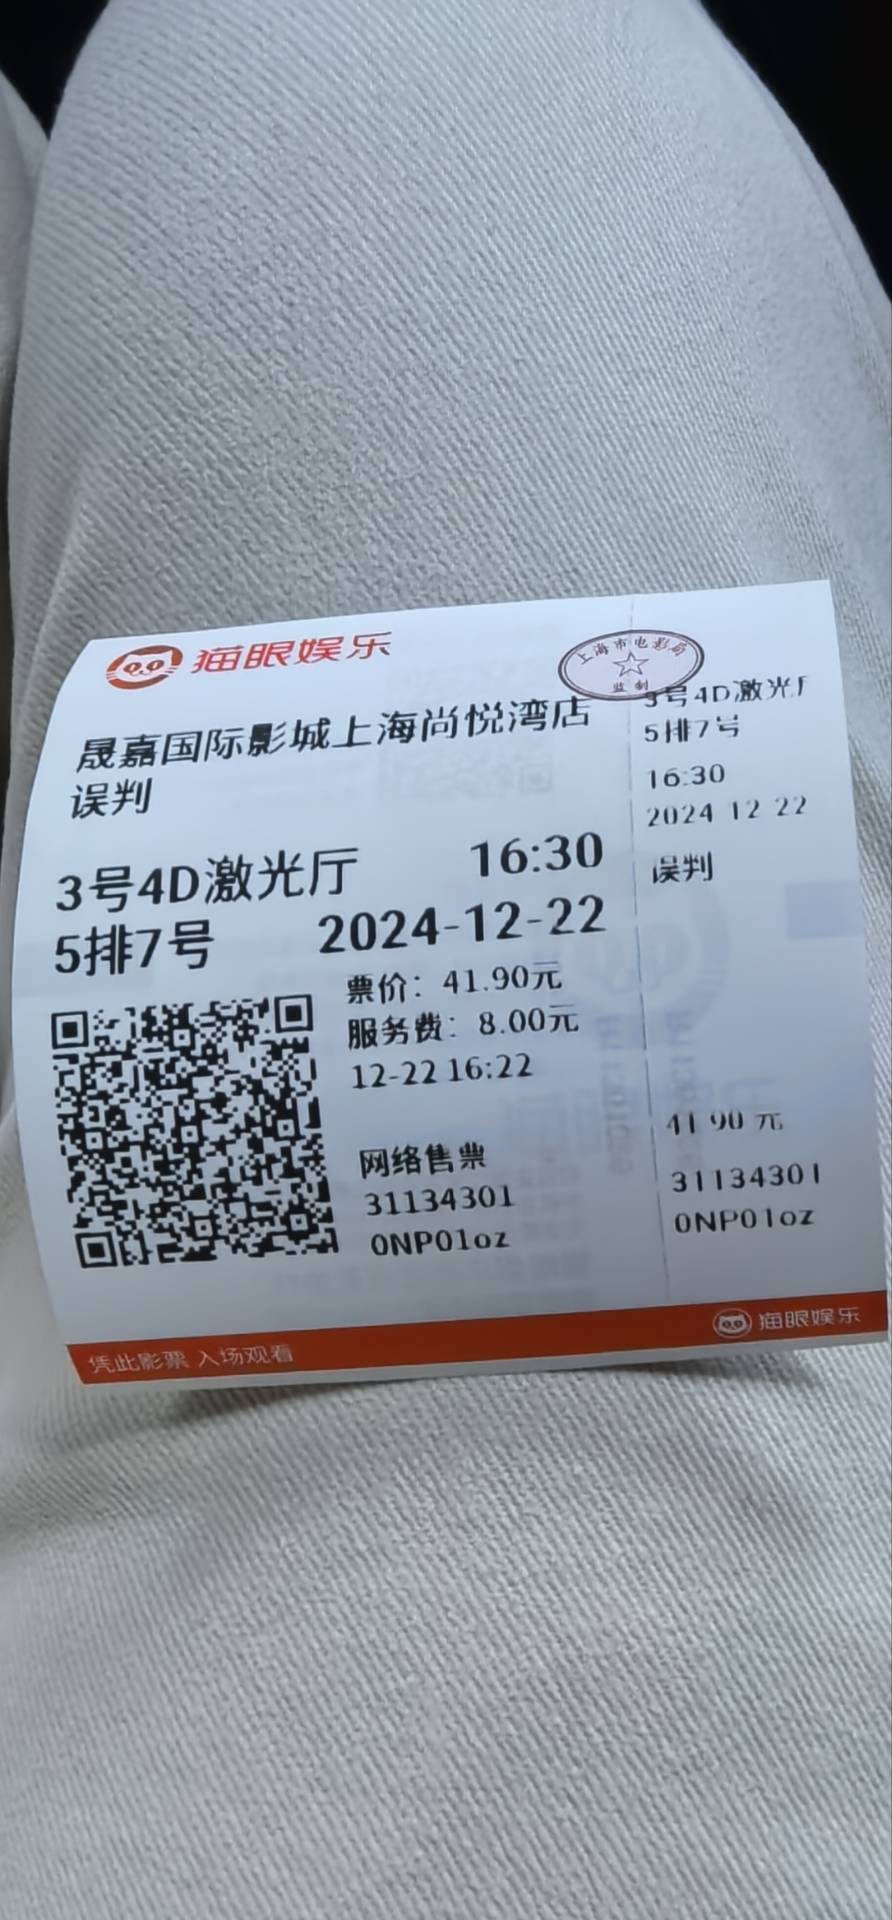 猫眼娱乐
上海市电影局
监制
晟嘉国际影城上海尚悦湾店
误判
3号4D激光厅 16:30
5排7号 2024-12-22
票价：41.90元
服务费：8.00元
12-22 16:22
网络售票
31134301
0NP01oz
3号4D激光厅
5排7号
16:30
2024 12 22
误判
41 90 元
31134301
0NP01oz
凭此影票 入场观看
猫眼娱乐